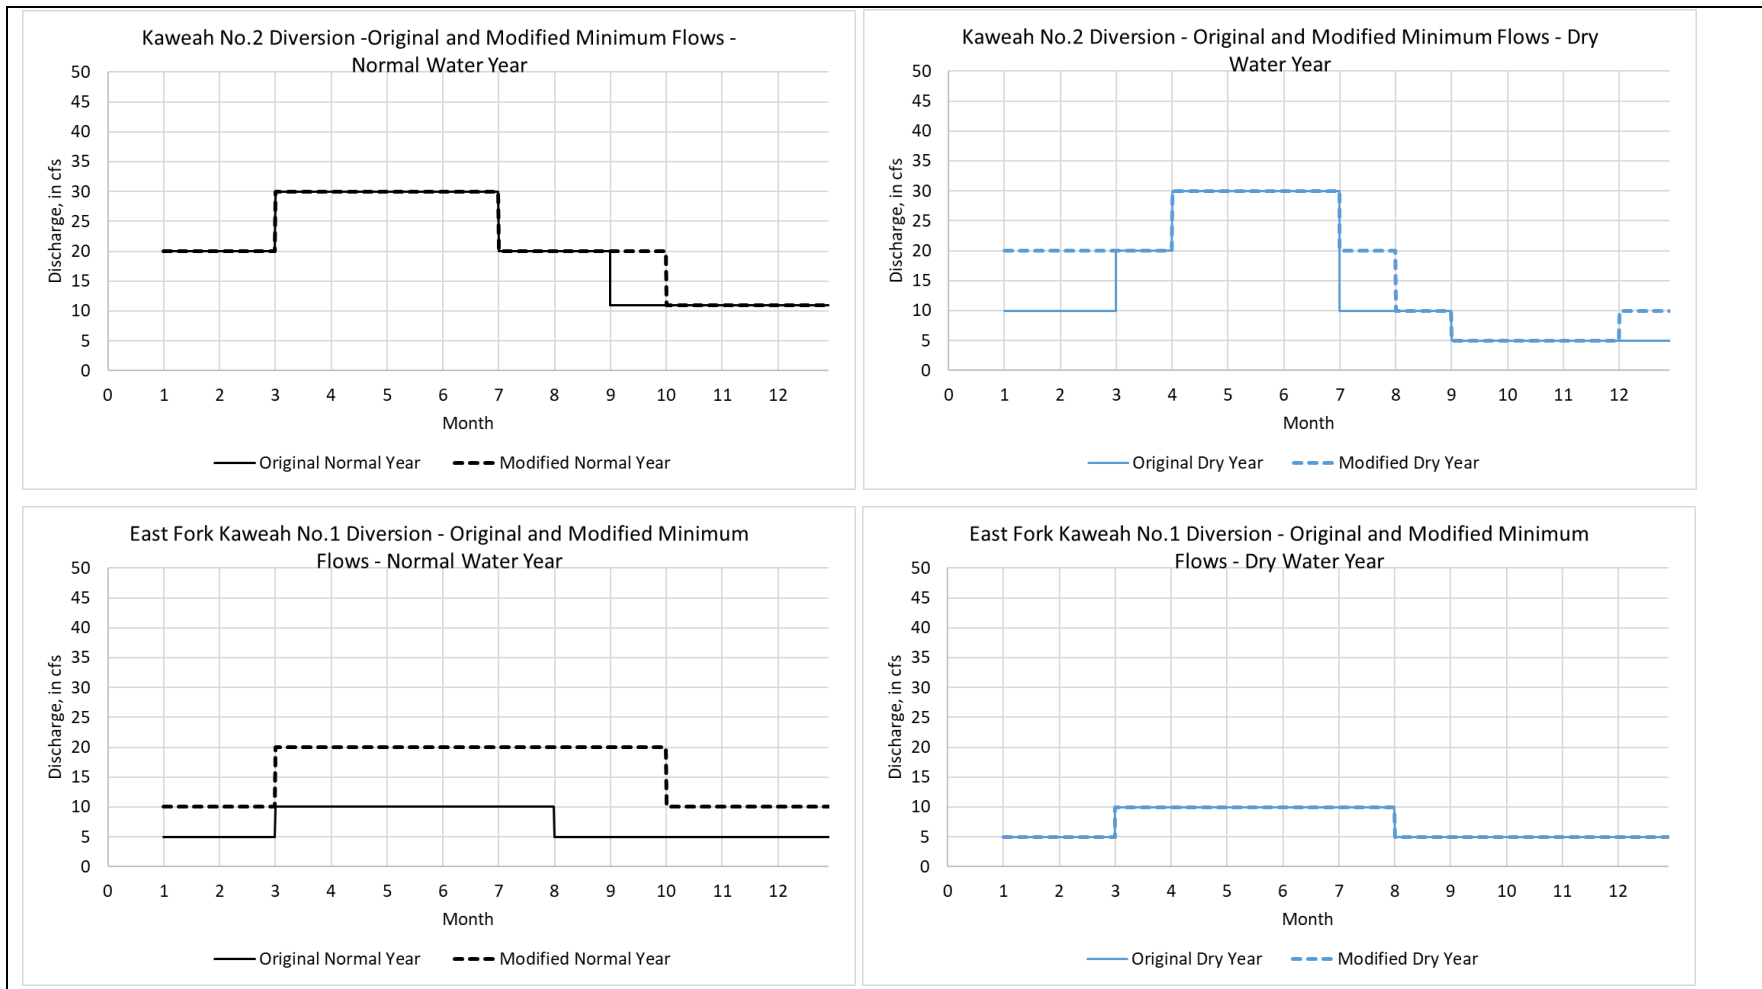 Kaweah No.2 Diversion -Original and Modified Minimum Flows -
Normal Water Year
50
45
40
35
30
25
20
15
10
5
0
Discharge, in cfs
0 1 2 3 4 5 6 7 8 9 10 11 12
Month
Original Normal Year Modified Normal Year
Kaweah No.2 Diversion - Original and Modified Minimum Flows - Dry
Water Year
50
45
40
35
30
25
20
15
10
5
0
Discharge, in cfs
0 1 2 3 4 5 6 7 8 9 10 11 12
Month
Original Dry Year Modified Dry Year
East Fork Kaweah No.1 Diversion - Original and Modified Minimum
Flows - Normal Water Year
50
45
40
35
30
25
20
15
10
5
0
Discharge, in cfs
0 1 2 3 4 5 6 7 8 9 10 11 12
Month
Original Normal Year Modified Normal Year
East Fork Kaweah No.1 Diversion - Original and Modified Minimum
Flows - Dry Water Year
50
45
40
35
30
25
20
15
10
5
0
Discharge, in cfs
0 1 2 3 4 5 6 7 8 9 10 11 12
Month
Original Dry Year Modified Dry Year